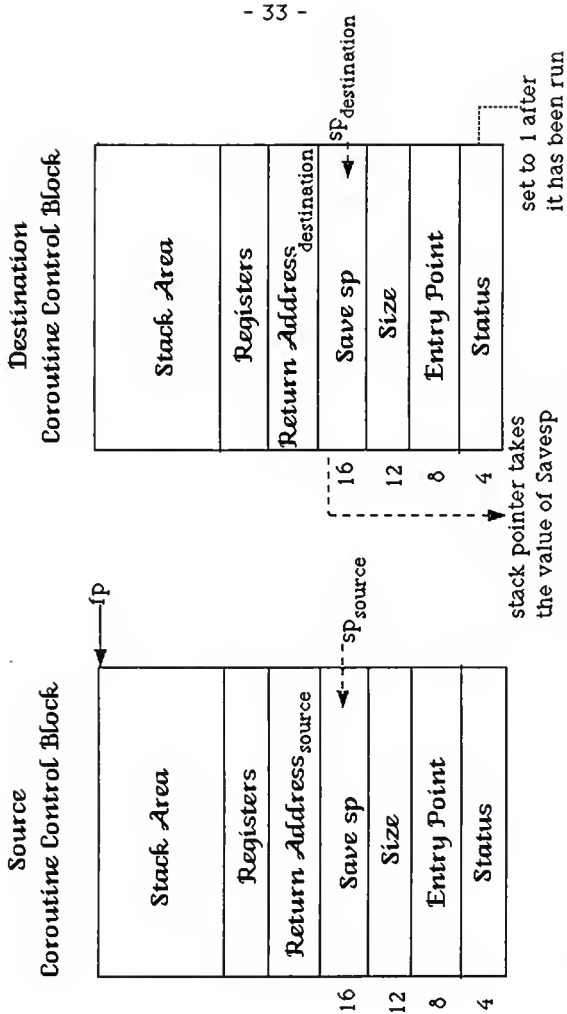 - 33 -
Source
Coroutine Control Block
fp
Stack Area
Registers
Return Address source
16 Save sp
sp source
12 Size
8 Entry Point
4 Status
Destination
Coroutine Control Block
Stack Area
Registers
Return Address destination
16 Save sp
sp destination
12 Size
8 Entry Point
4 Status
stack pointer takes
the value of Savesp
set to 1 after
it has been run